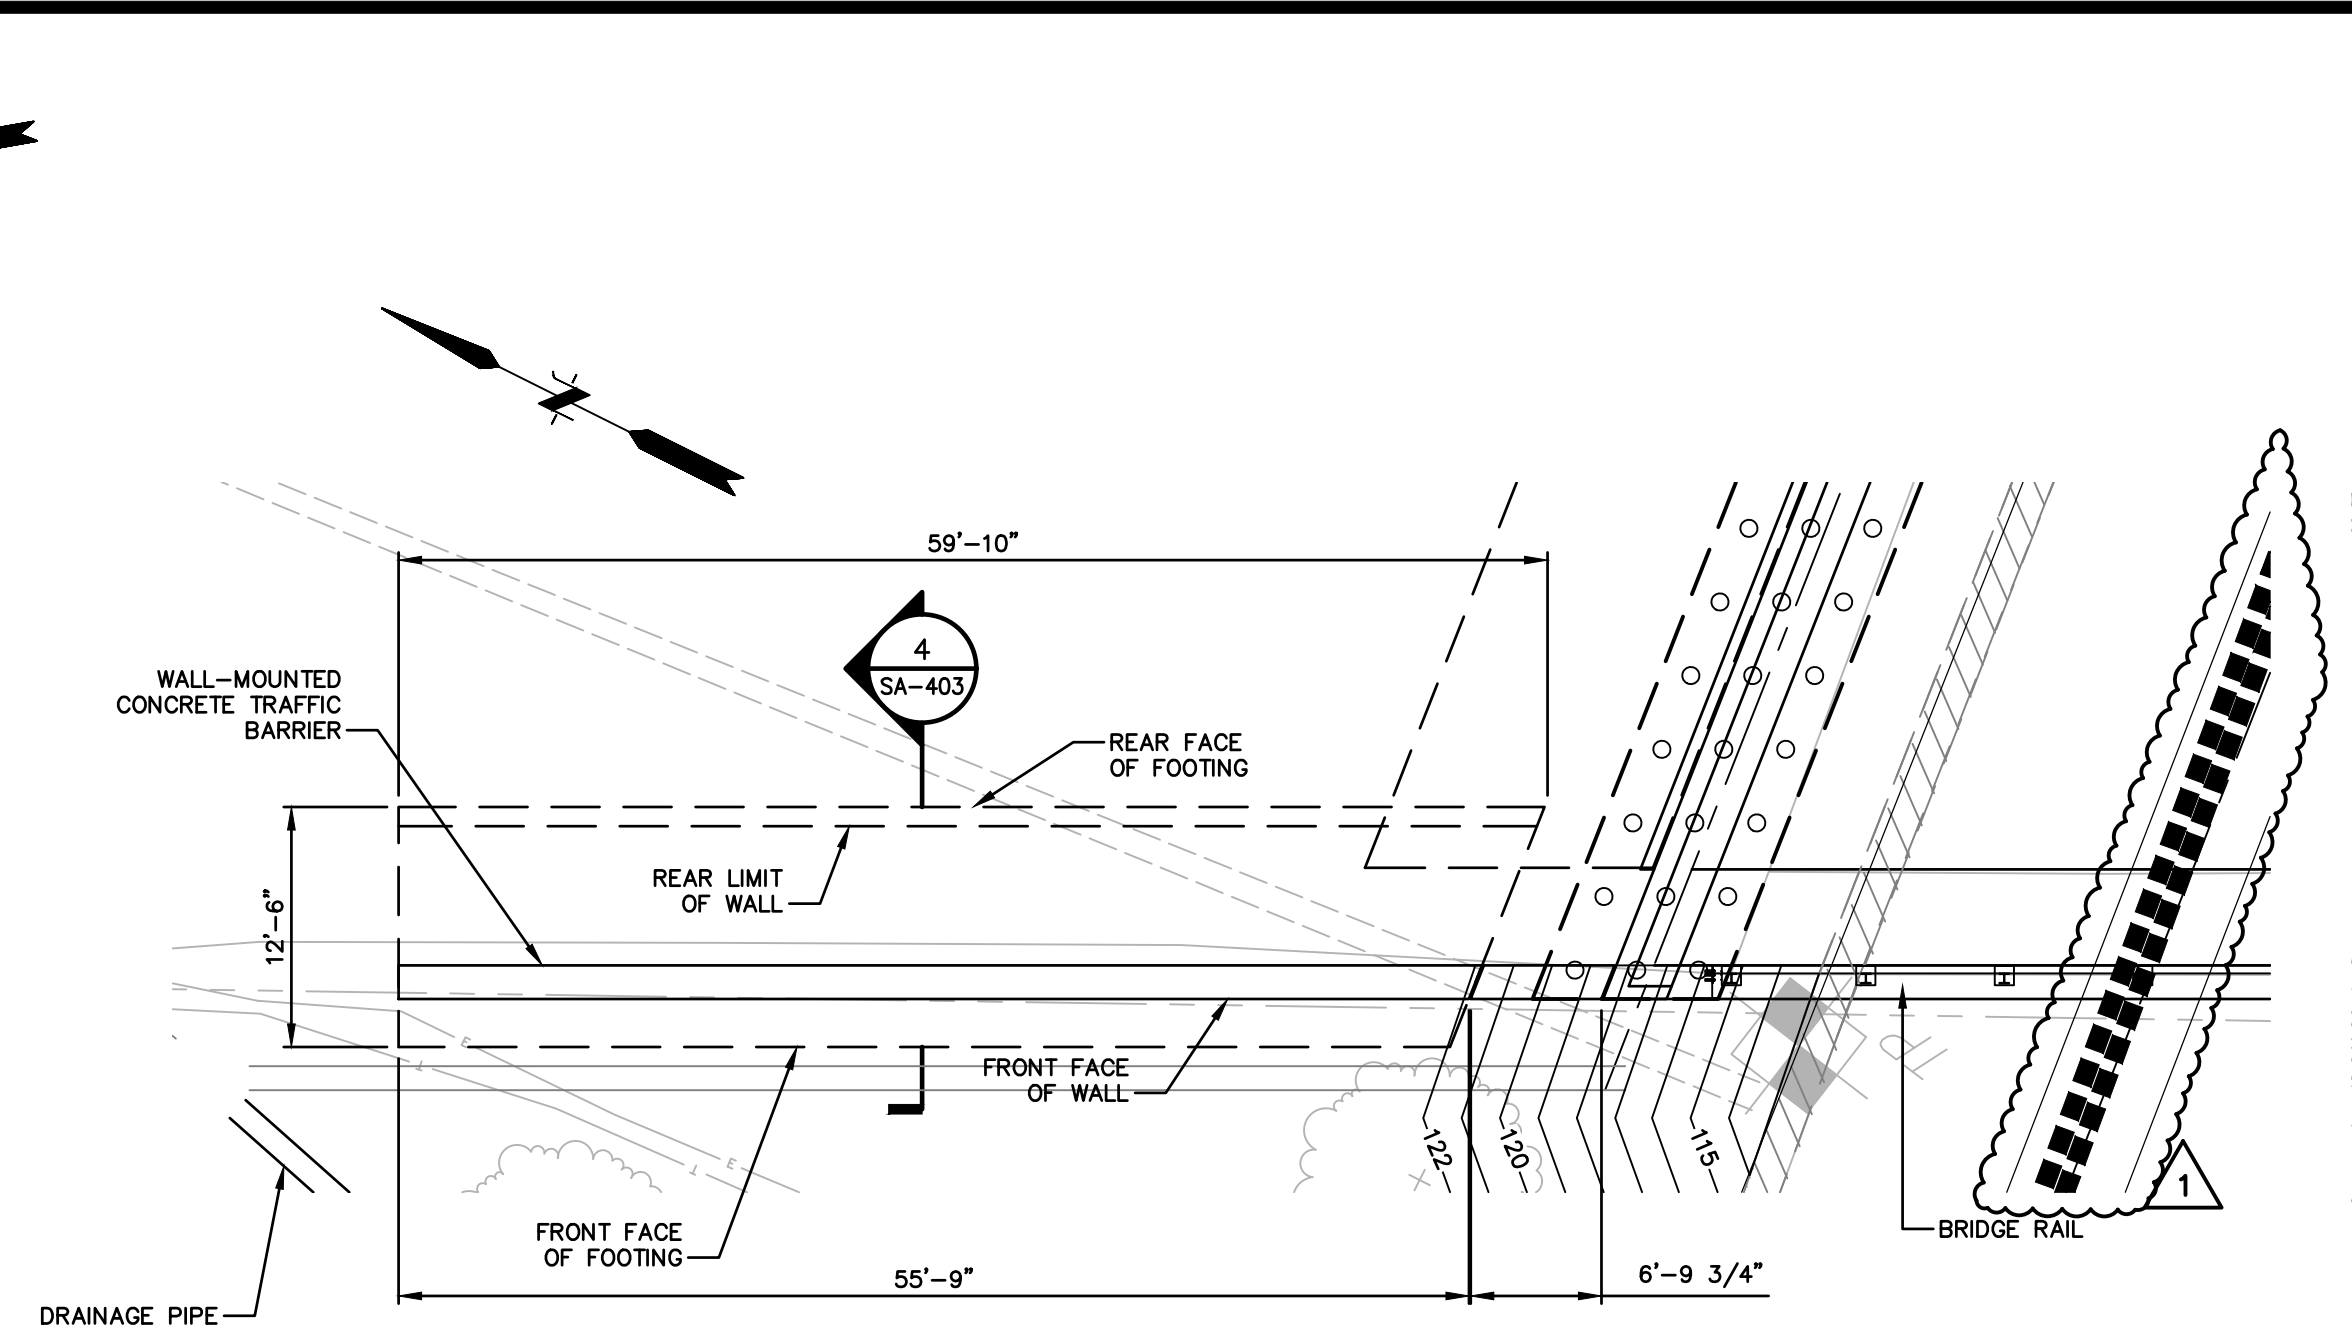 59'-10"
4
SA-403
WALL-MOUNTED
CONCRETE TRAFFIC
BARRIER
REAR FACE
OF FOOTING
REAR LIMIT
OF WALL
12'-6"
E
T
FRONT FACE
OF WALL
122
120
115
E
T
1
FRONT FACE
OF FOOTING
BRIDGE RAIL
55'-9"
6'-9 3/4"
DRAINAGE PIPE